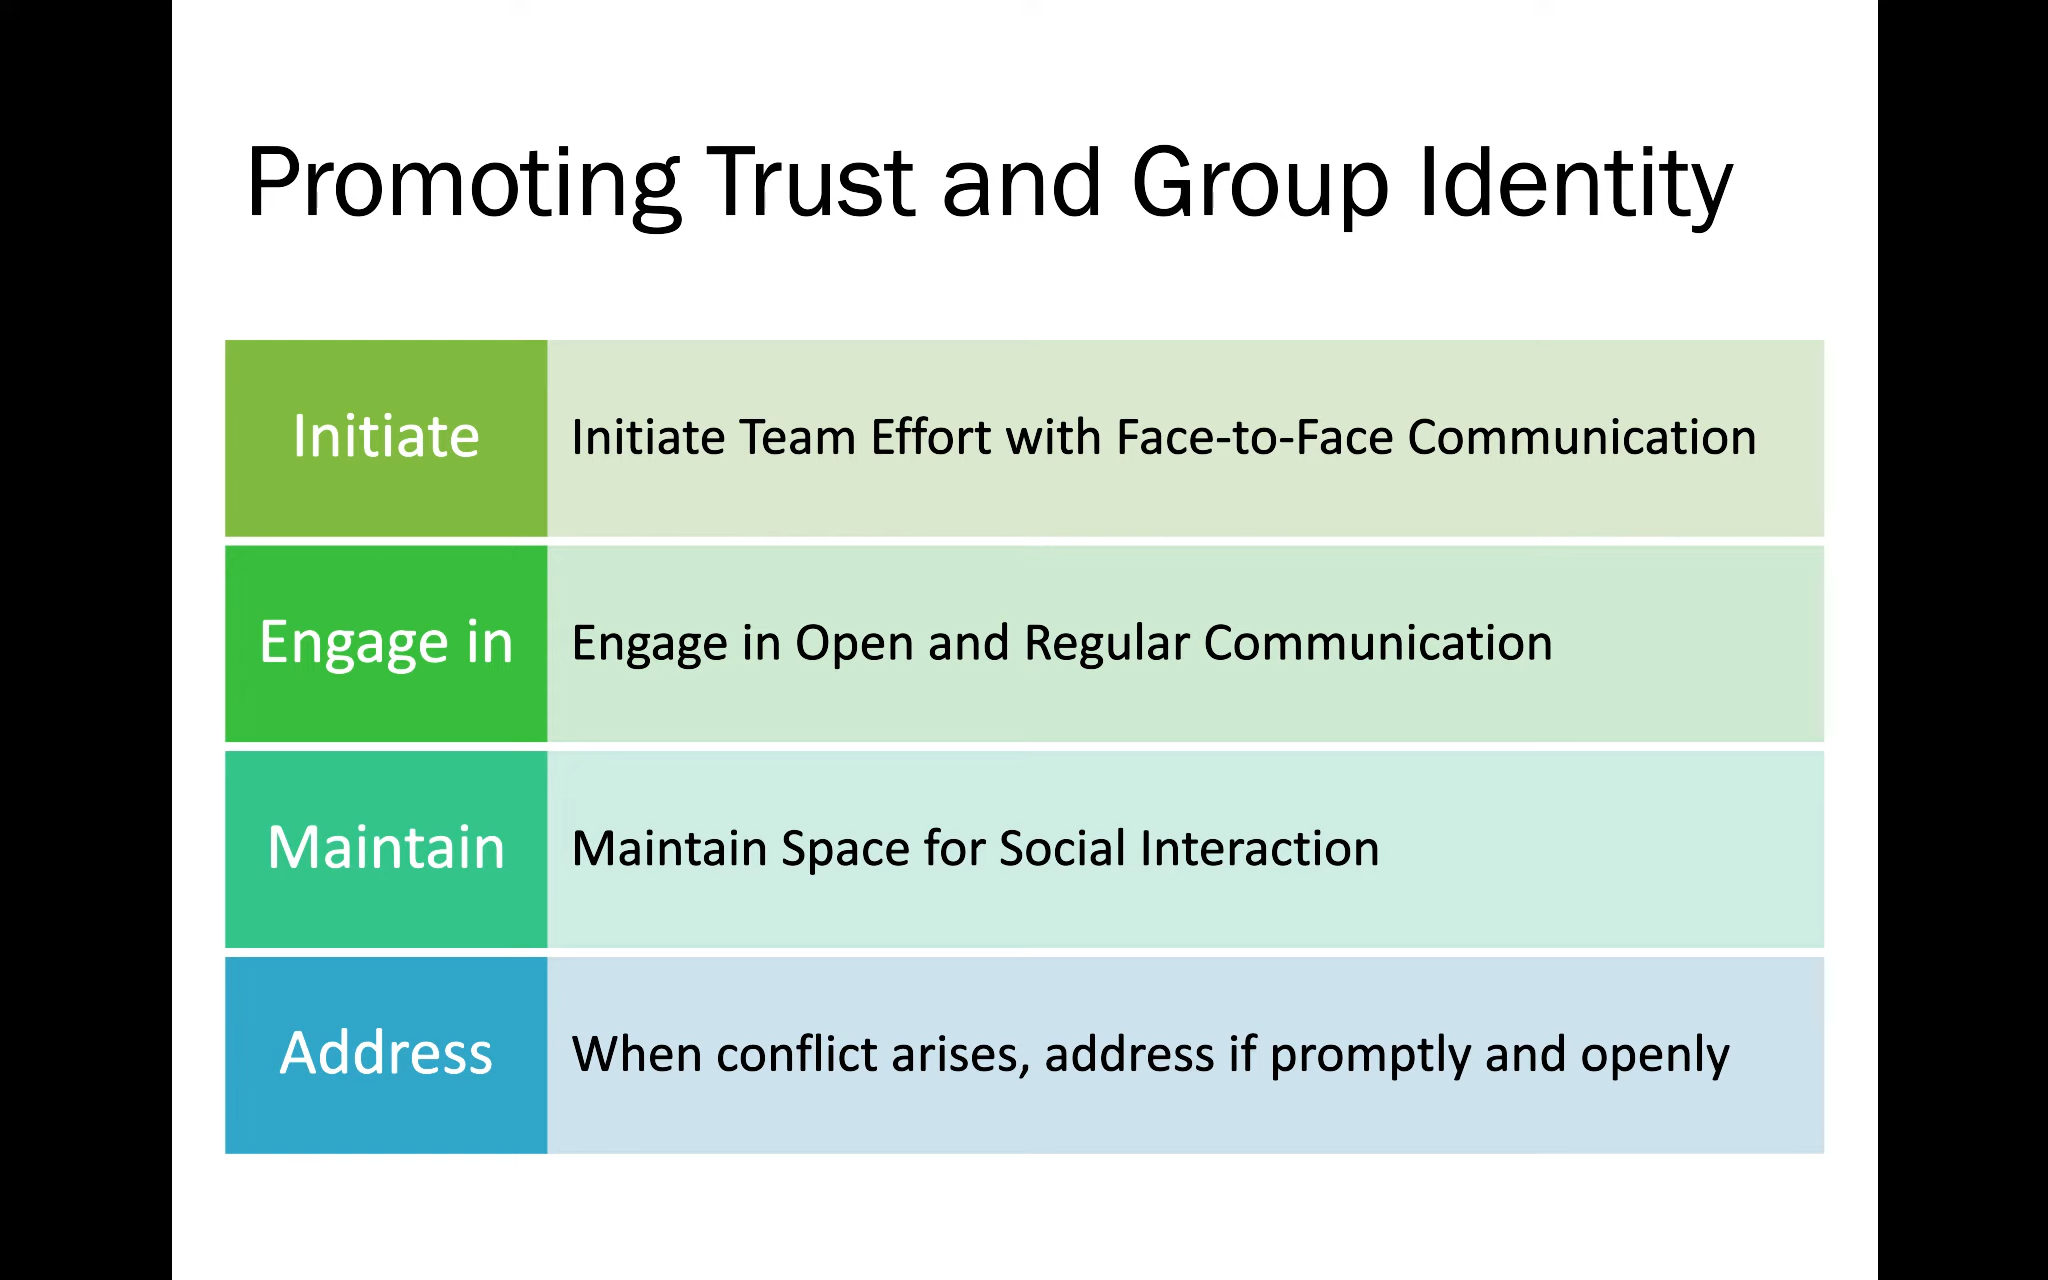 Promoting Trust and Group Identity
Initiate
Initiate Team Effort with Face-to-Face Communication
Engage in
Engage in Open and Regular Communication
Maintain
Maintain Space for Social Interaction
Address
When conflict arises, address if promptly and openly